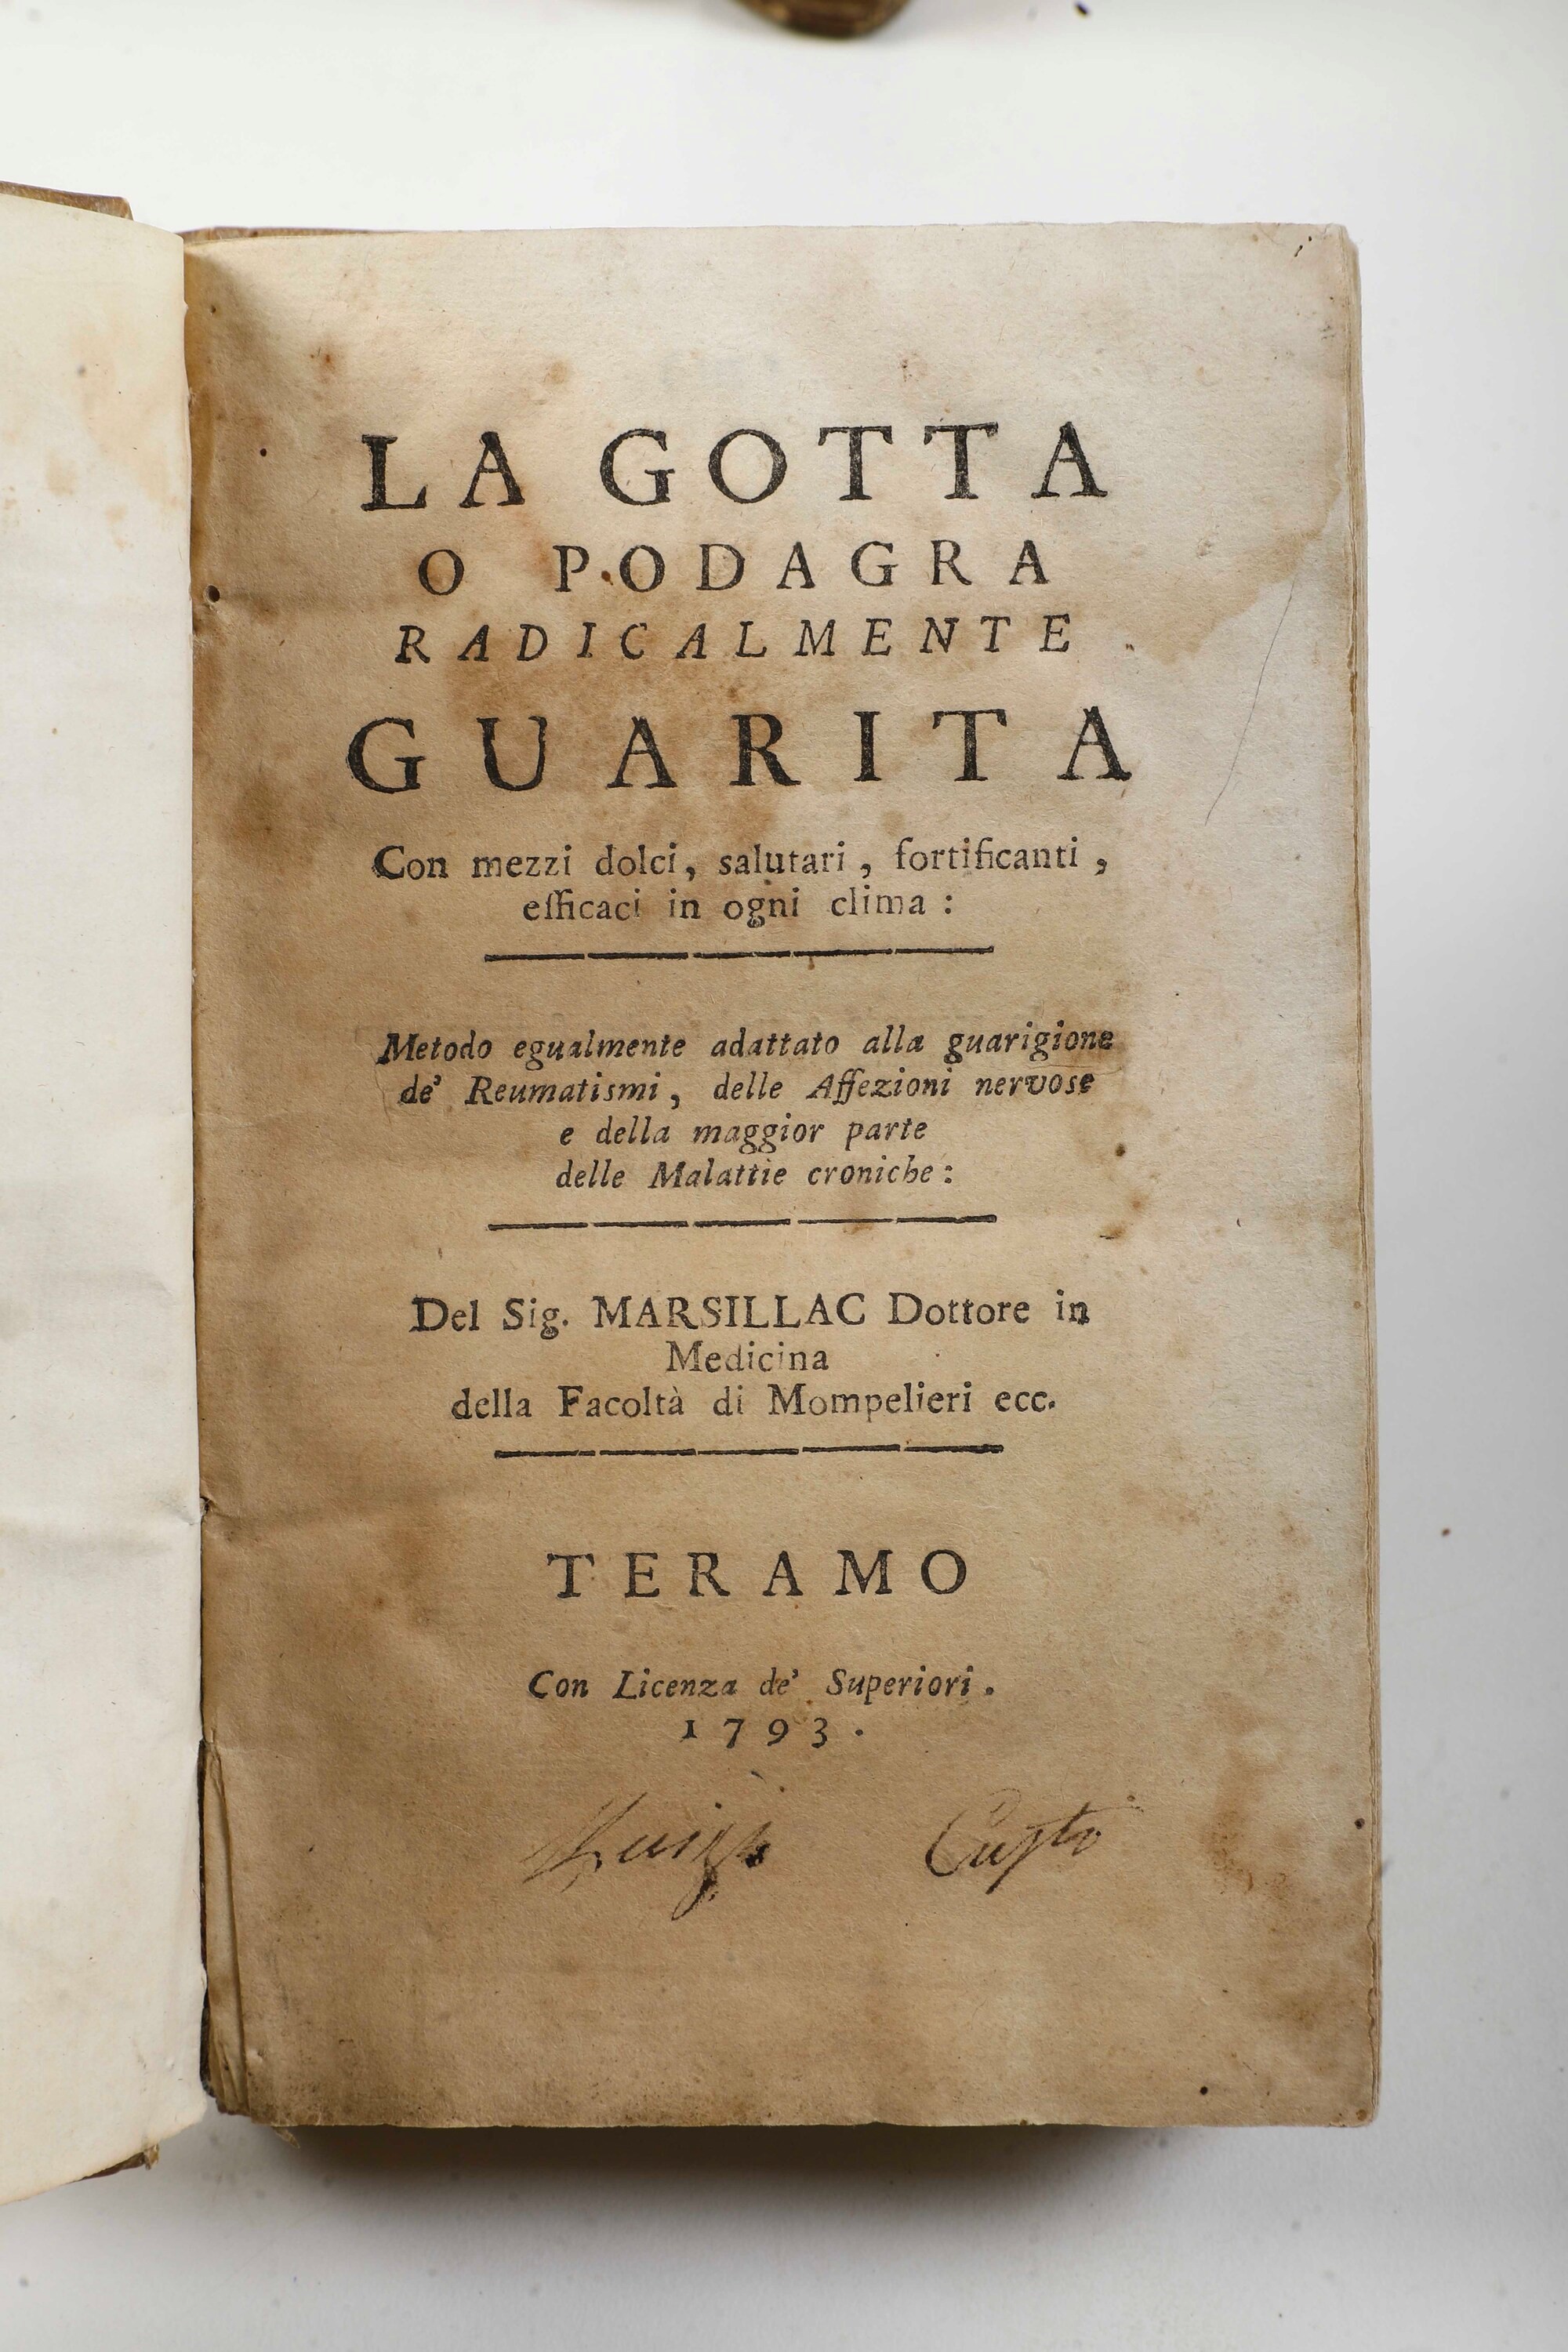 LA GOTTA
O PODAGRA
RADICALMENTE
GUARITA
Con mezzi dolci, salutari, fortificanti,
efficaci in ogni clima:
Metodo egualmente adattato alla guarigione
de' Reumatismi, delle Affezioni nervose
e della maggior parte
delle Malattie croniche:
Del Sig. MARSILLAC Dottore in
Medicina
della Facoltà di Mompelieri ecc.
TERAMO
Con Licenza de' Superiori.
1793.
Luigi